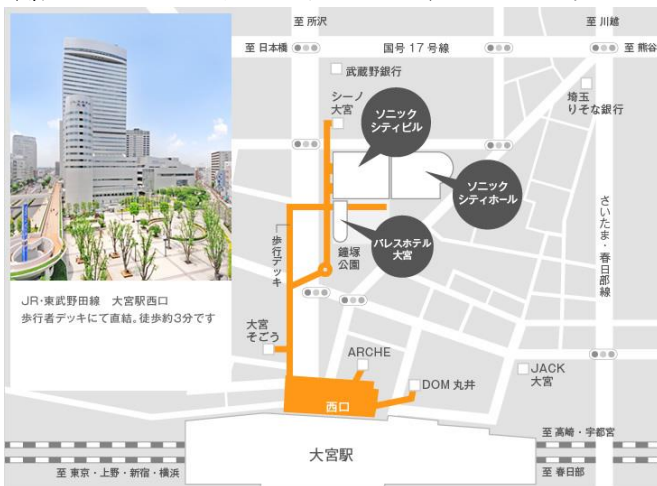 至 所沢
至 川越
至 日本橋
国号 17 号線
至 熊谷
武蔵野銀行
シーノ
大宮
ソニック
シティビル
埼玉
りそな銀行
ソニック
シティホール
さいたま・春日部線
パレスホテル
大宮
鐘塚
公園
歩行デッキ
JR・東武野田線 大宮駅西口
歩行者デッキにて直結。徒歩約3分です
大宮
そごう
ARCHE
JACK
大宮
DOM 丸井
西口
大宮駅
至 高崎・宇都宮
至 東京・上野・新宿・横浜
至 春日部